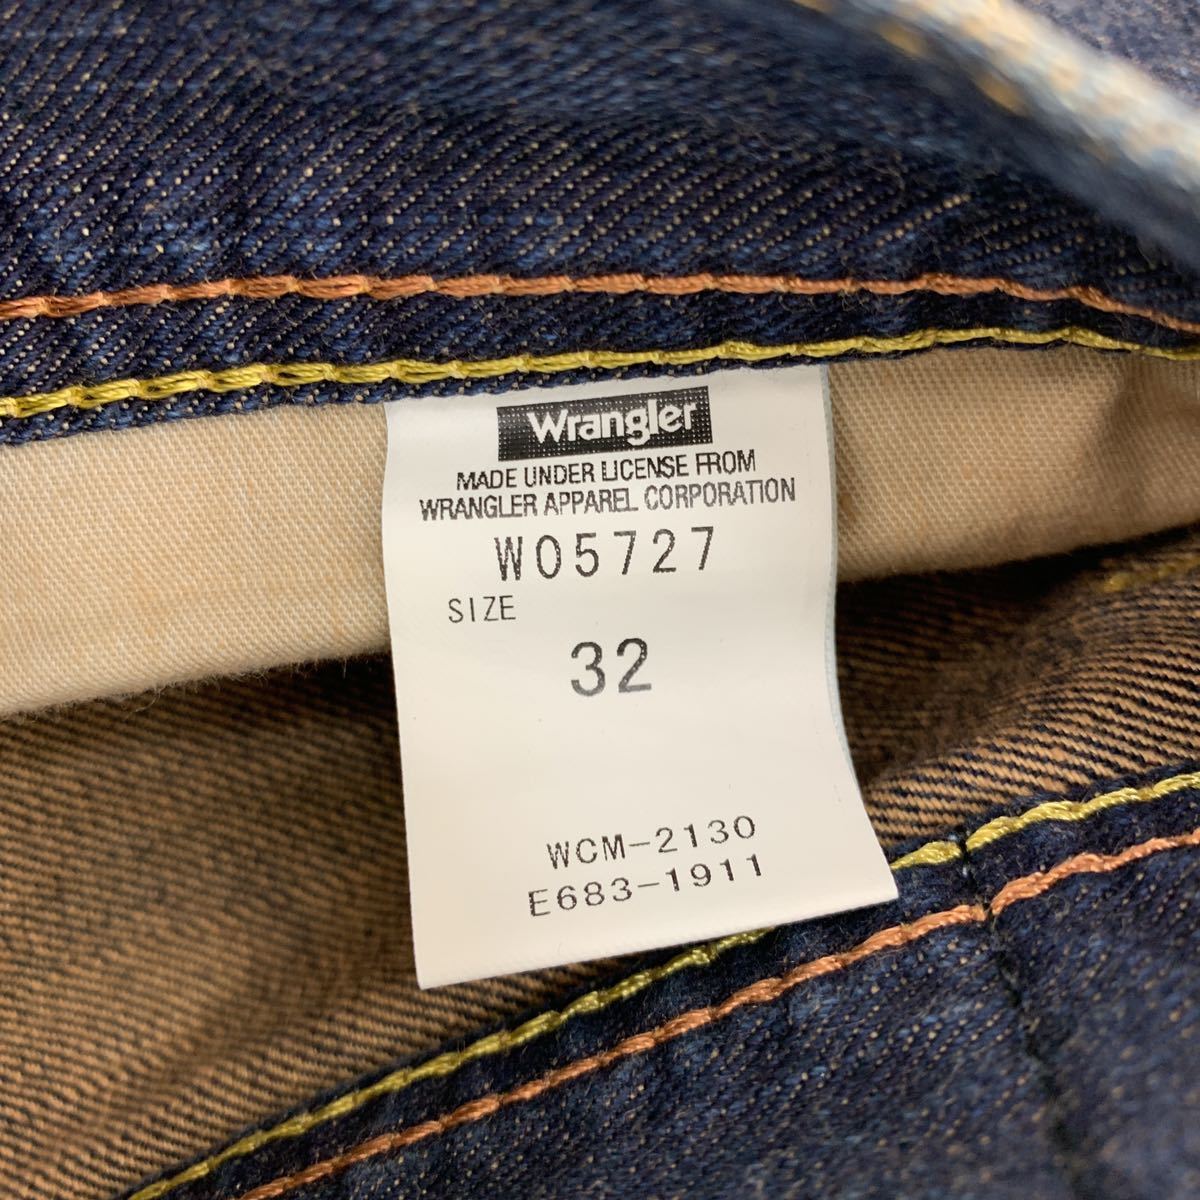 Wrangler
MADE UNDER LICENSE FROM
WRANGLER APPAREL CORPORATION
W05727
SIZE
32
WCM-2130
E683-1911